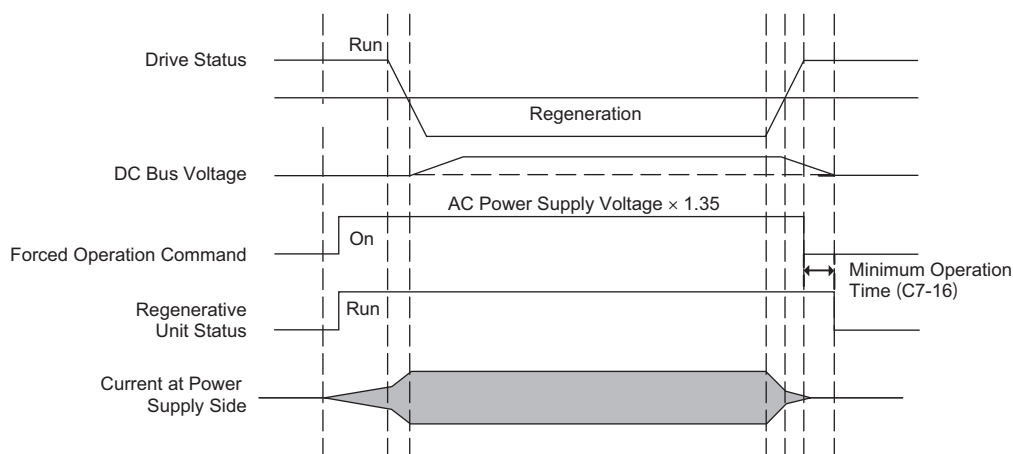 Run
Drive Status
Regeneration
DC Bus Voltage
AC Power Supply Voltage × 1.35
On
Forced Operation Command
Minimum Operation
Time (C7-16)
Regenerative
Unit Status
Run
Current at Power
Supply Side